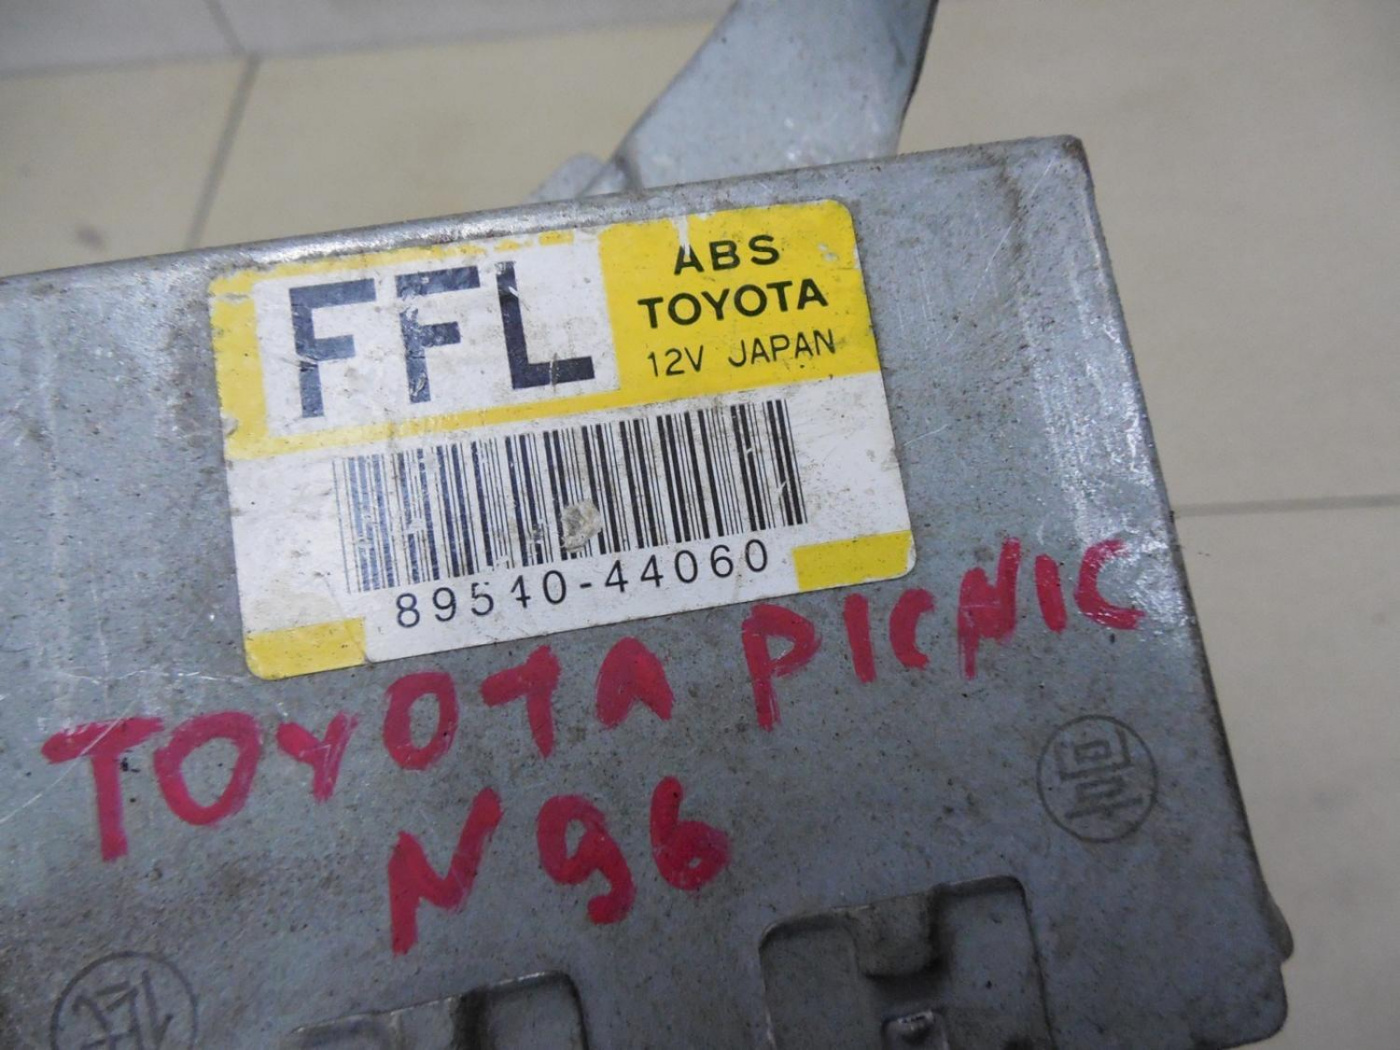 FFL
ABS
TOYOTA
12V JAPAN
89540-44060
TOYOTA PICNIC
N96